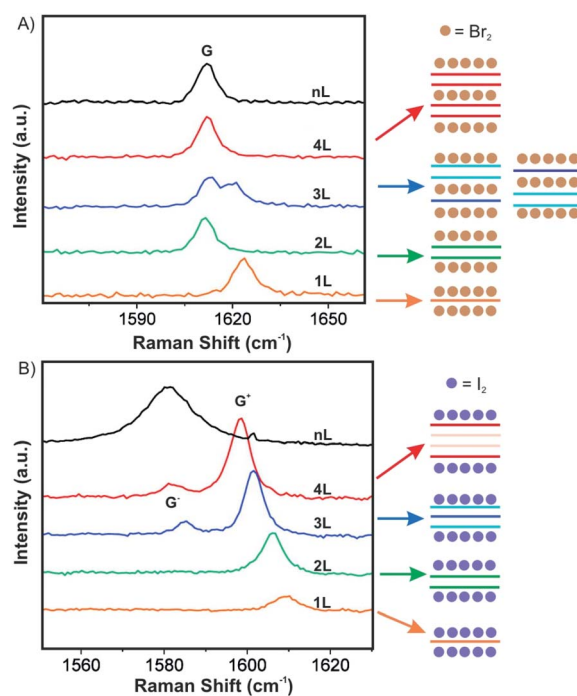 A)
= Br₂
G
nL
4L
3L
2L
1L
Intensity (a.u.)
1590
1620
1650
Raman Shift (cm⁻¹)
B)
= I₂
G⁺
nL
G⁻
4L
3L
2L
1L
Intensity (a.u.)
1560
1580
1600
1620
Raman Shift (cm⁻¹)